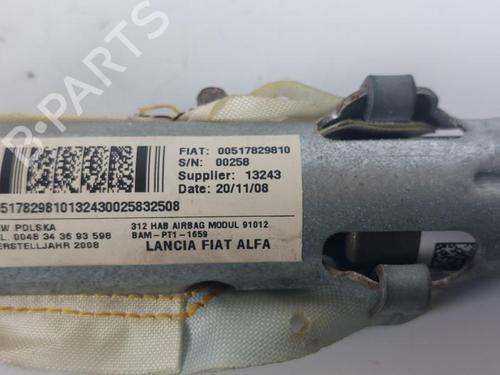 B-PARTS
FIAT: 00517829810
S/N: 00258
Supplier: 13243
Date: 20/11/08
517829810132430025832508
W POLSKA
L. 0048 34 36 93 598
ERSTELLJAHR 2008
312 HAB AIRBAG MODUL 91012
BAM-PT1-1659
LANCIA FIAT ALFA